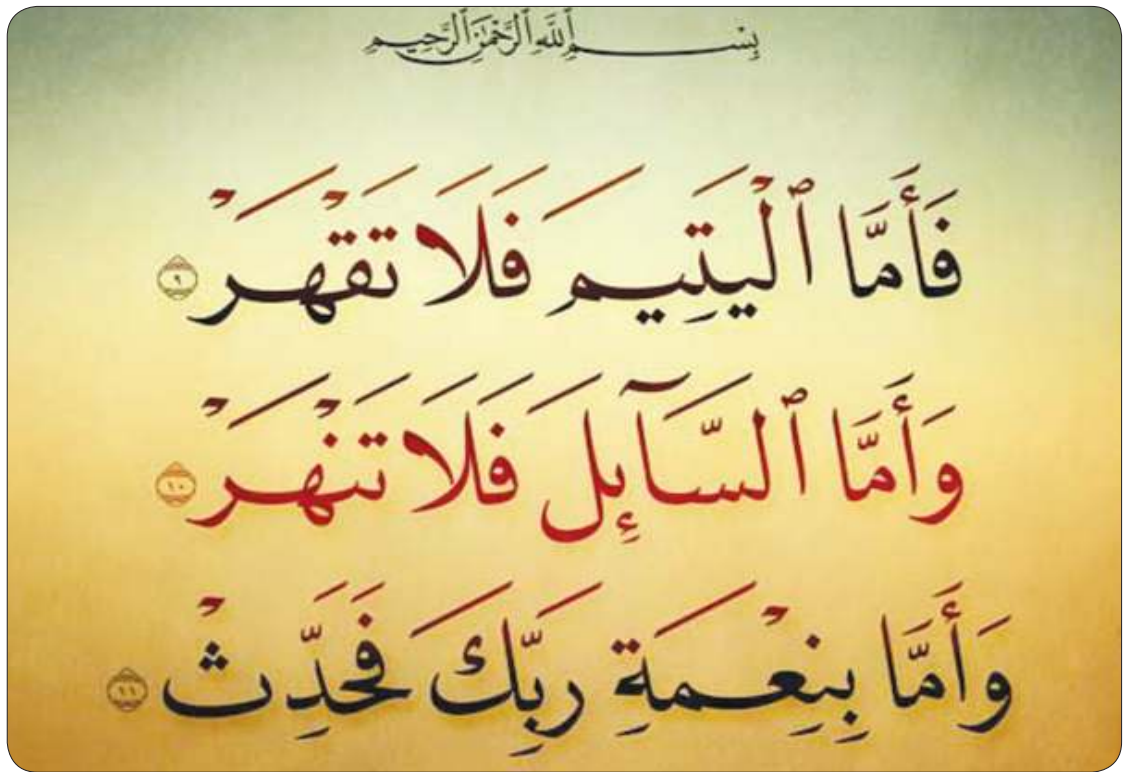 بِسْمِ ٱللَّهِ ٱلرَّحْمَٰنِ ٱلرَّحِيمِ
فَأَمَّا ٱلْيَتِيمَ فَلَا تَقْهَرْ ٩
وَأَمَّا ٱلسَّآئِلَ فَلَا تَنْهَرْ ١٠
وَأَمَّا بِنِعْمَةِ رَبِّكَ فَحَدِّثْ ١١